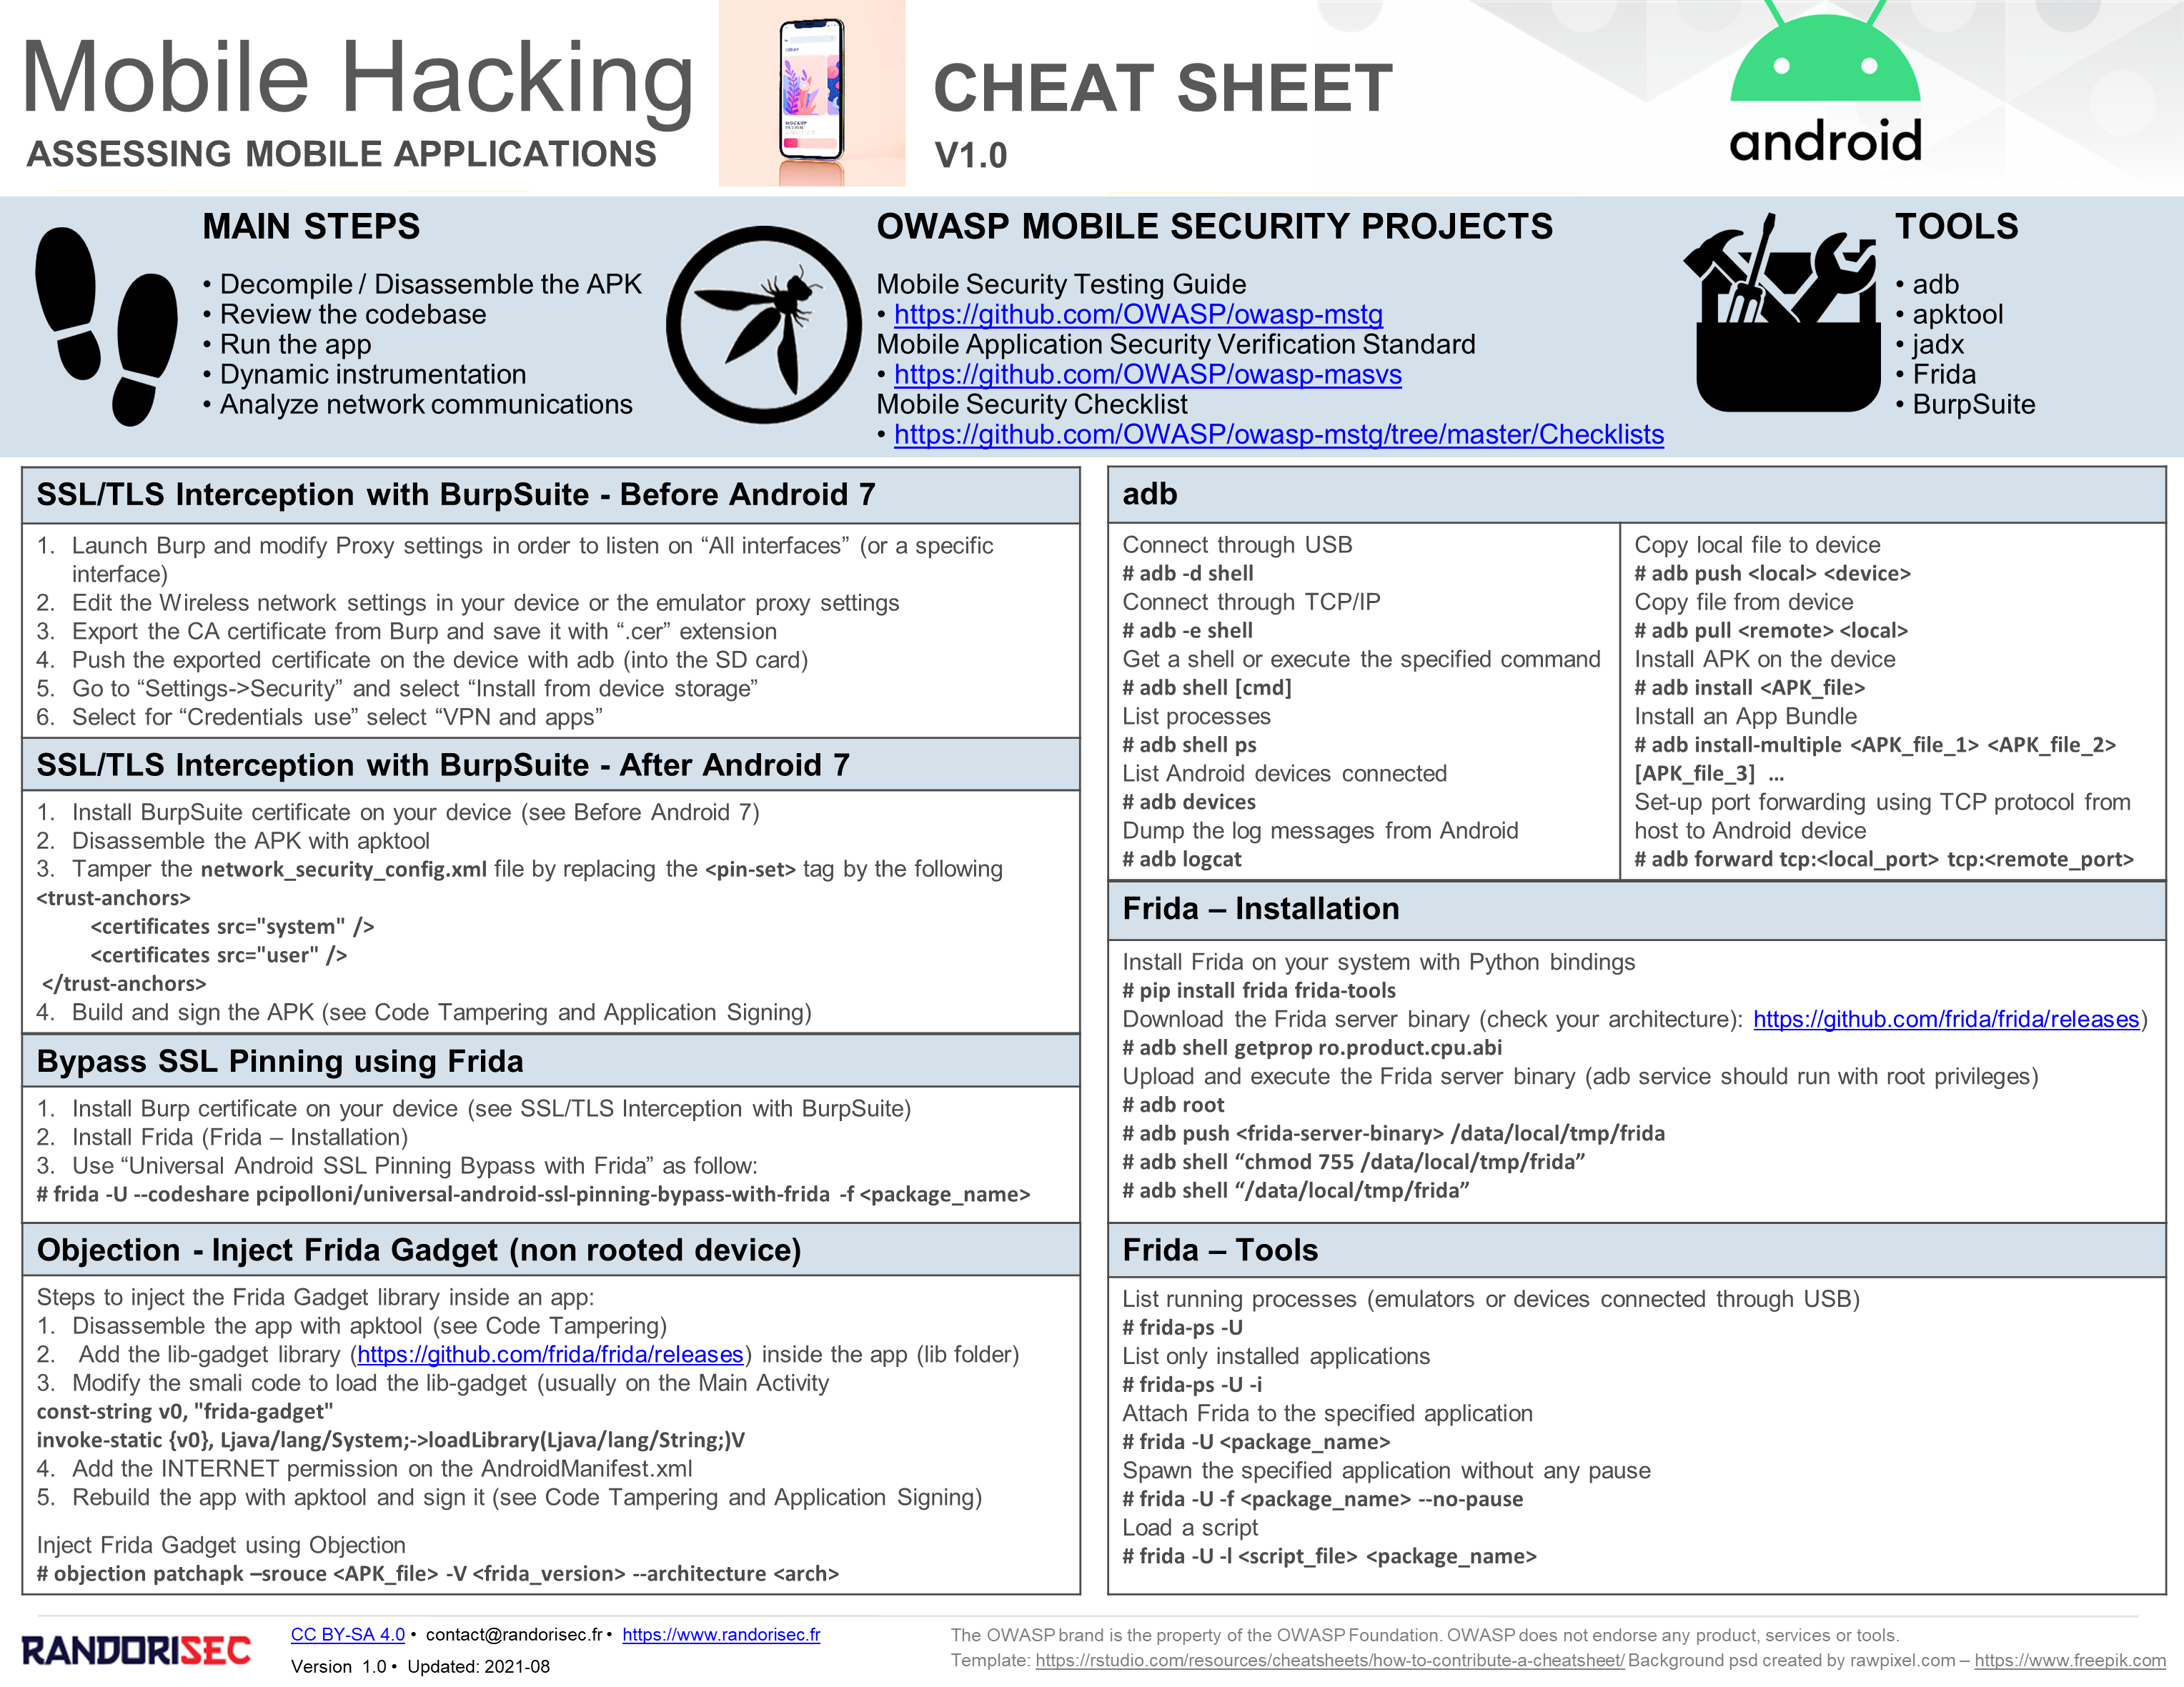 Mobile Hacking
ASSESSING MOBILE APPLICATIONS
CHEAT SHEET
V1.0
android
MAIN STEPS
• Decompile / Disassemble the APK
• Review the codebase
• Run the app
• Dynamic instrumentation
• Analyze network communications
OWASP MOBILE SECURITY PROJECTS
Mobile Security Testing Guide
• https://github.com/OWASP/owasp-mstg
Mobile Application Security Verification Standard
• https://github.com/OWASP/owasp-masvs
Mobile Security Checklist
• https://github.com/OWASP/owasp-mstg/tree/master/Checklists
TOOLS
• adb
• apktool
• jadx
• Frida
• BurpSuite
SSL/TLS Interception with BurpSuite - Before Android 7
1. Launch Burp and modify Proxy settings in order to listen on “All interfaces” (or a specific
interface)
2. Edit the Wireless network settings in your device or the emulator proxy settings
3. Export the CA certificate from Burp and save it with “.cer” extension
4. Push the exported certificate on the device with adb (into the SD card)
5. Go to “Settings->Security” and select “Install from device storage”
6. Select for “Credentials use” select “VPN and apps”
SSL/TLS Interception with BurpSuite - After Android 7
1. Install BurpSuite certificate on your device (see Before Android 7)
2. Disassemble the APK with apktool
3. Tamper the network_security_config.xml file by replacing the <pin-set> tag by the following
<trust-anchors>
<certificates src="system" />
<certificates src="user" />
</trust-anchors>
4. Build and sign the APK (see Code Tampering and Application Signing)
Bypass SSL Pinning using Frida
1. Install Burp certificate on your device (see SSL/TLS Interception with BurpSuite)
2. Install Frida (Frida – Installation)
3. Use “Universal Android SSL Pinning Bypass with Frida” as follow:
# frida -U --codeshare pcipolloni/universal-android-ssl-pinning-bypass-with-frida -f <package_name>
Objection - Inject Frida Gadget (non rooted device)
Steps to inject the Frida Gadget library inside an app:
1. Disassemble the app with apktool (see Code Tampering)
2. Add the lib-gadget library (https://github.com/frida/frida/releases) inside the app (lib folder)
3. Modify the smali code to load the lib-gadget (usually on the Main Activity
const-string v0, "frida-gadget"
invoke-static {v0}, Ljava/lang/System;->loadLibrary(Ljava/lang/String;)V
4. Add the INTERNET permission on the AndroidManifest.xml
5. Rebuild the app with apktool and sign it (see Code Tampering and Application Signing)
Inject Frida Gadget using Objection
# objection patchapk –srouce <APK_file> -V <frida_version> --architecture <arch>
adb
Connect through USB
# adb -d shell
Connect through TCP/IP
# adb -e shell
Get a shell or execute the specified command
# adb shell [cmd]
List processes
# adb shell ps
List Android devices connected
# adb devices
Dump the log messages from Android
# adb logcat
Copy local file to device
# adb push <local> <device>
Copy file from device
# adb pull <remote> <local>
Install APK on the device
# adb install <APK_file>
Install an App Bundle
# adb install-multiple <APK_file_1> <APK_file_2>
[APK_file_3] ...
Set-up port forwarding using TCP protocol from
host to Android device
# adb forward tcp:<local_port> tcp:<remote_port>
Frida – Installation
Install Frida on your system with Python bindings
# pip install frida frida-tools
Download the Frida server binary (check your architecture): https://github.com/frida/frida/releases)
# adb shell getprop ro.product.cpu.abi
Upload and execute the Frida server binary (adb service should run with root privileges)
# adb root
# adb push <frida-server-binary> /data/local/tmp/frida
# adb shell “chmod 755 /data/local/tmp/frida”
# adb shell “/data/local/tmp/frida”
Frida – Tools
List running processes (emulators or devices connected through USB)
# frida-ps -U
List only installed applications
# frida-ps -U -i
Attach Frida to the specified application
# frida -U <package_name>
Spawn the specified application without any pause
# frida -U -f <package_name> --no-pause
Load a script
# frida -U -l <script_file> <package_name>
RANDORISEC
CC BY-SA 4.0 • contact@randorisec.fr • https://www.randorisec.fr
Version 1.0 • Updated: 2021-08
The OWASP brand is the property of the OWASP Foundation. OWASP does not endorse any product, services or tools.
Template: https://rstudio.com/resources/cheatsheets/how-to-contribute-a-cheatsheet/ Background psd created by rawpixel.com – https://www.freepik.com